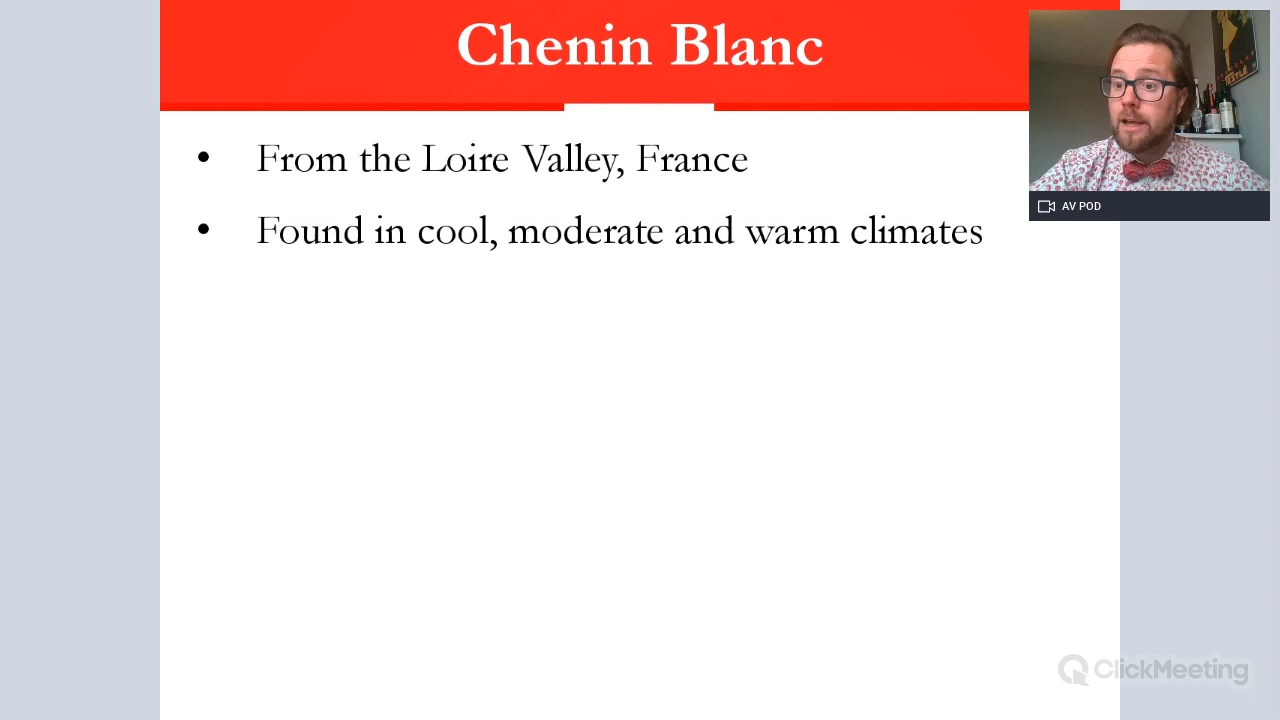 Chenin Blanc
• From the Loire Valley, France
• Found in cool, moderate and warm climates
AV POD
ClickMeeting